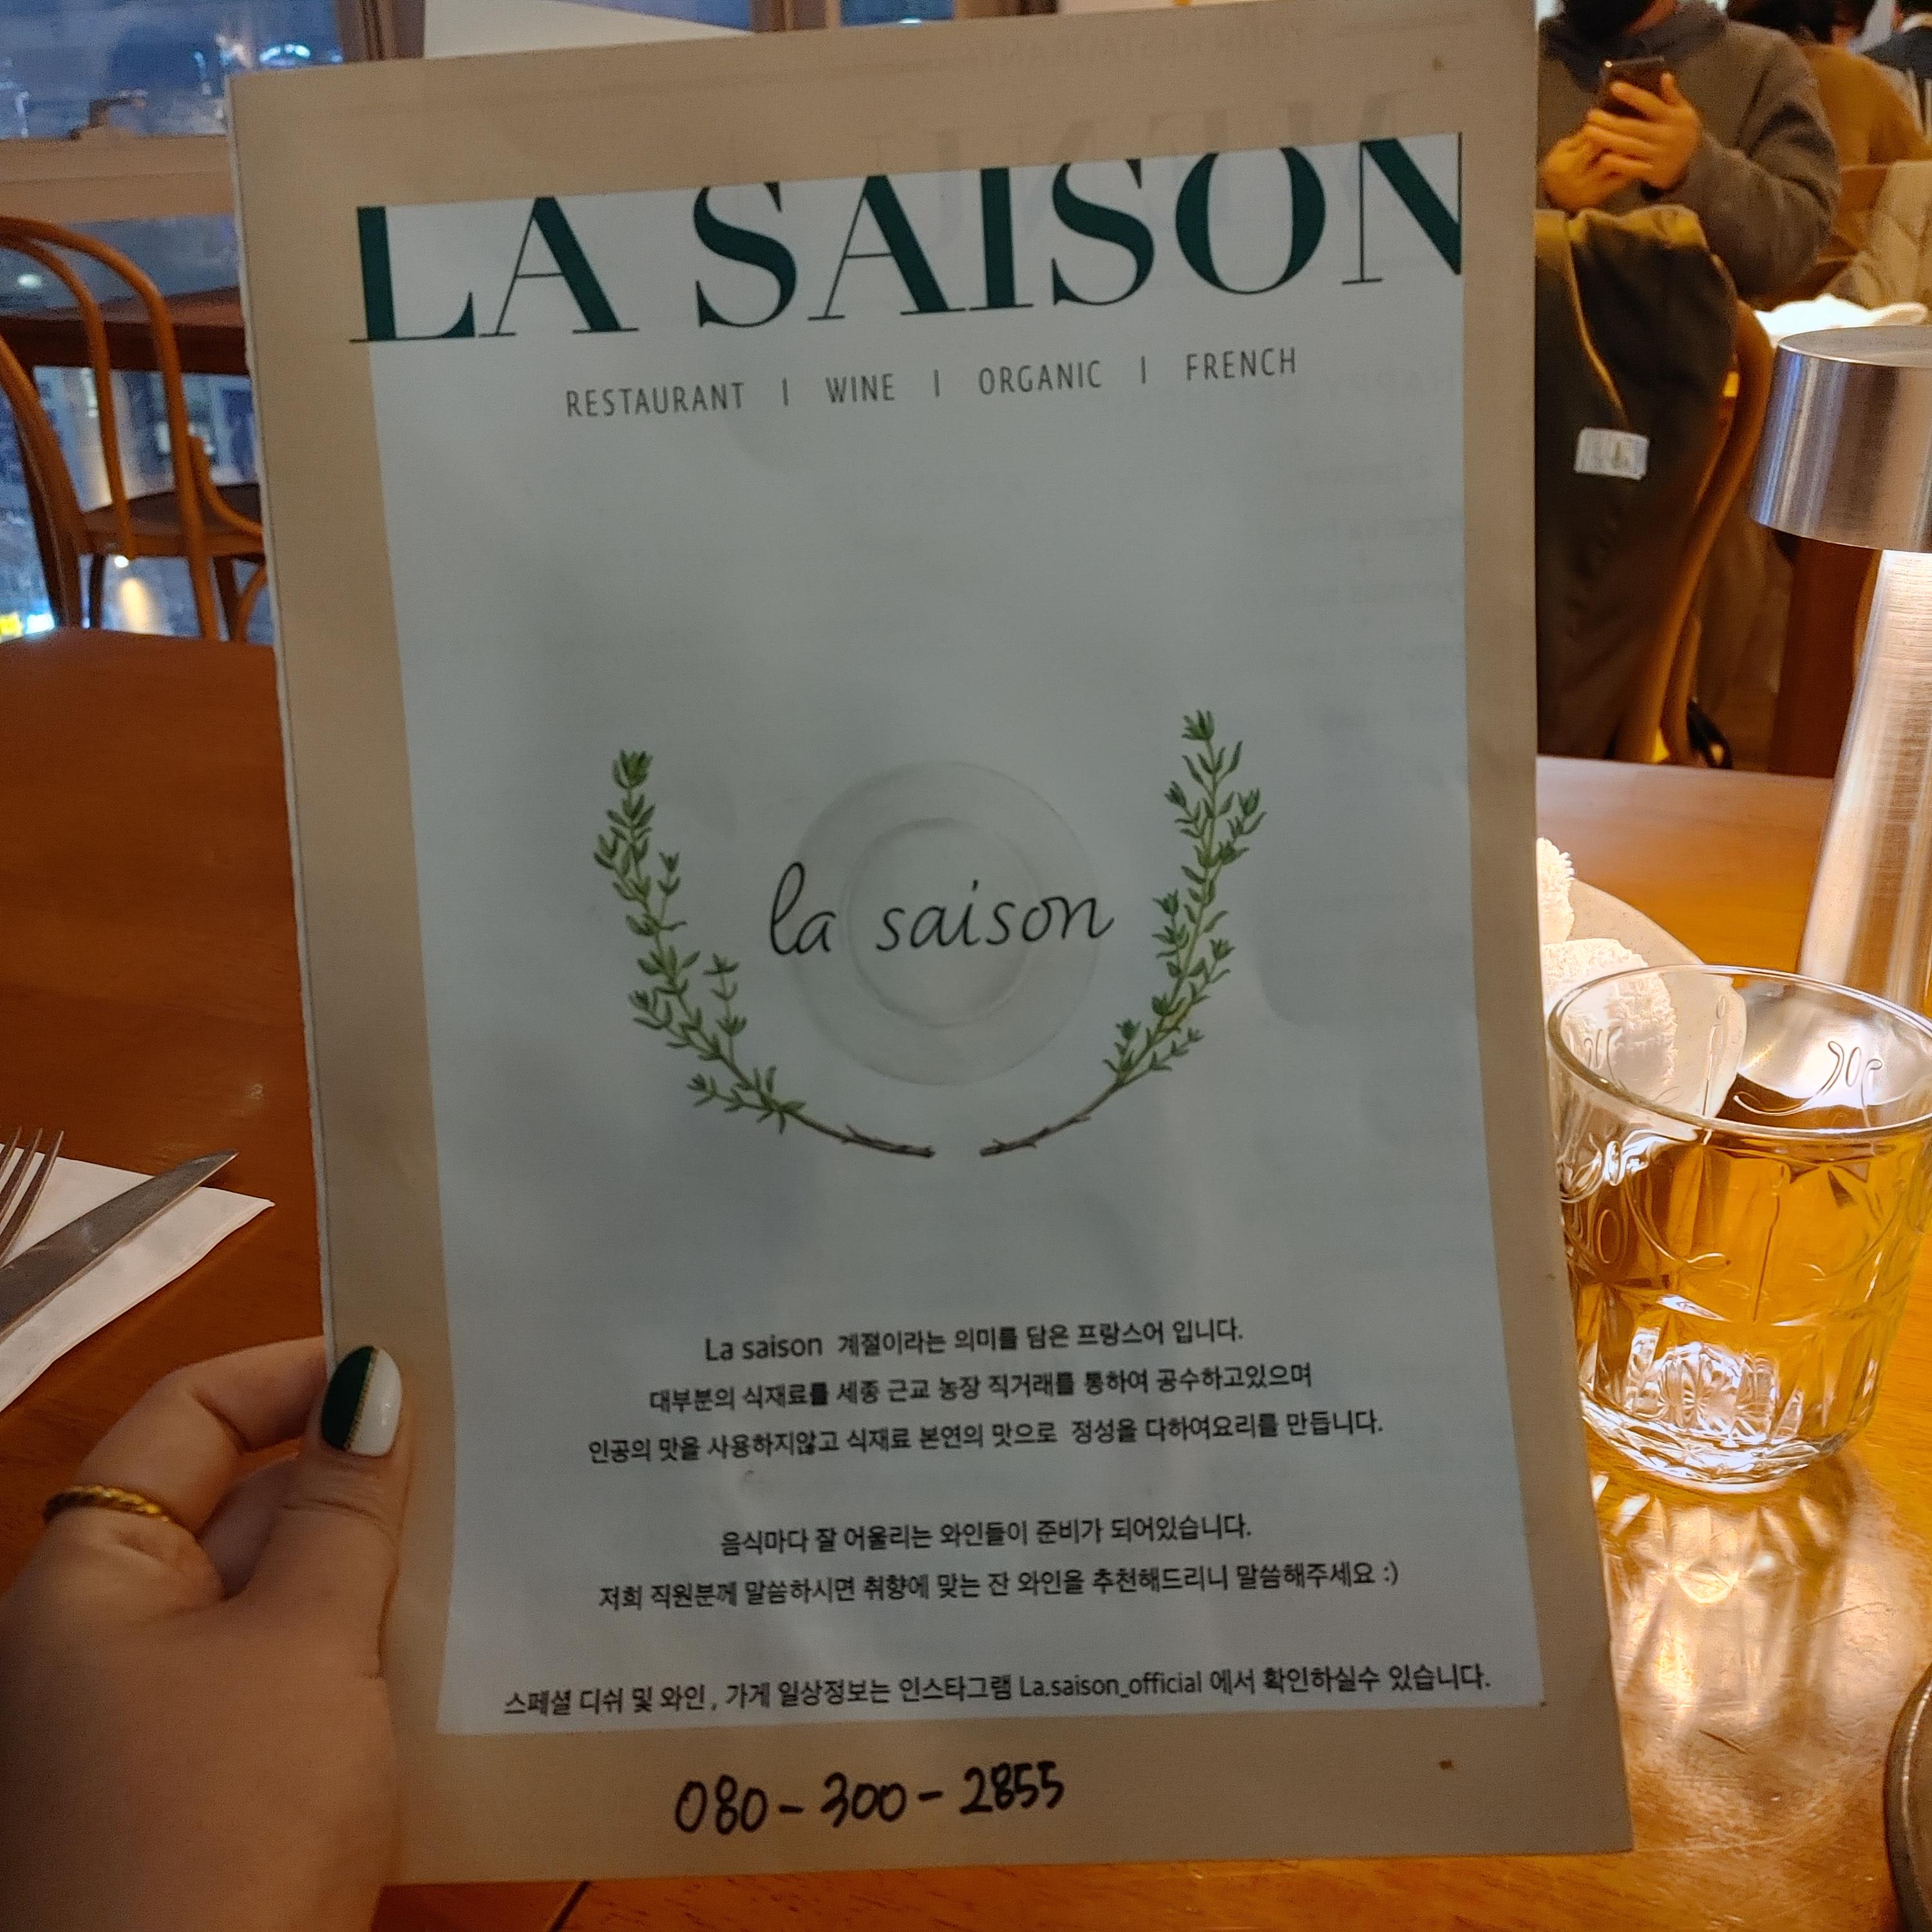 LA SAISON
RESTAURANT | WINE | ORGANIC | FRENCH
la saison
La saison 계절이라는 의미를 담은 프랑스어 입니다.
대부분의 식재료를 세종 근교 농장 직거래를 통하여 공수하고있으며
인공의 맛을 사용하지않고 식재료 본연의 맛으로 정성을 다하여요리를 만듭니다.
음식마다 잘 어울리는 와인들이 준비가 되어있습니다.
저희 직원분께 말씀하시면 취향에 맞는 잔 와인을 추천해드리니 말씀해주세요 :)
스페셜 디쉬 및 와인 , 가게 일상정보는 인스타그램 La.saison_official 에서 확인하실수 있습니다.
080-300-2855